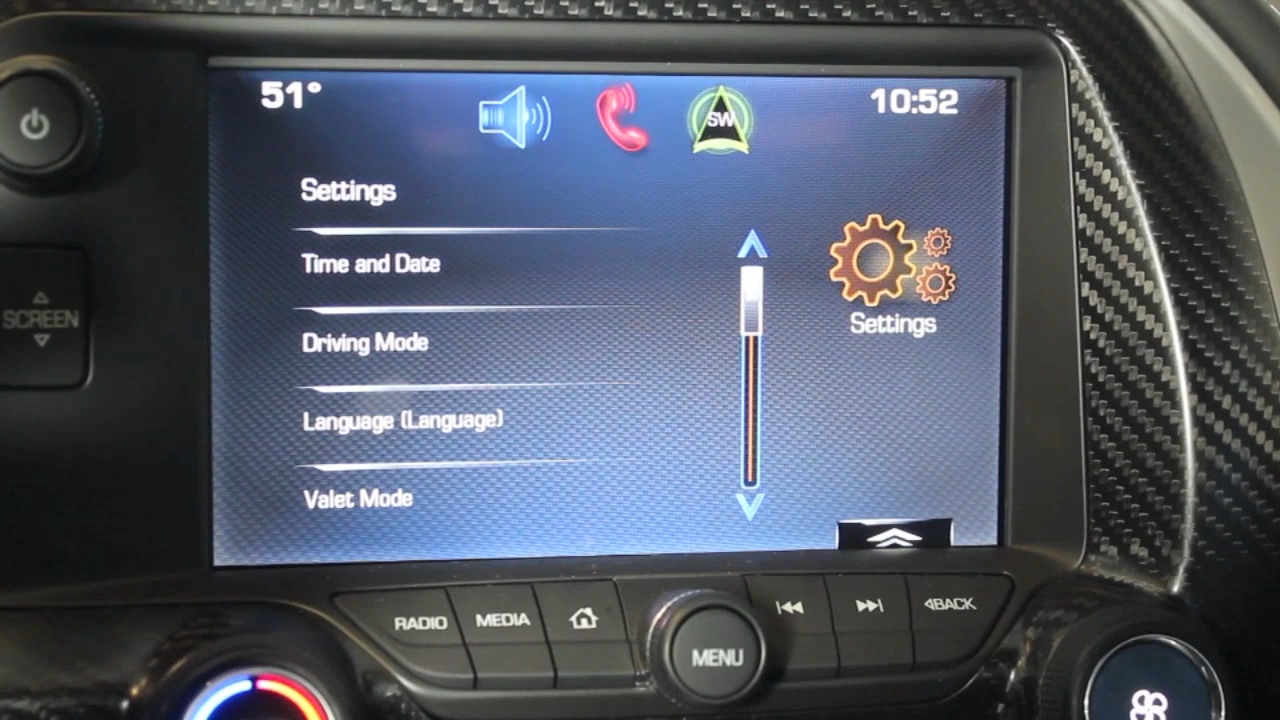 51°
SW
10:52
Settings
Time and Date
Driving Mode
Language (Language)
Valet Mode
Settings
SCREEN
RADIO
MEDIA
MENU
BACK